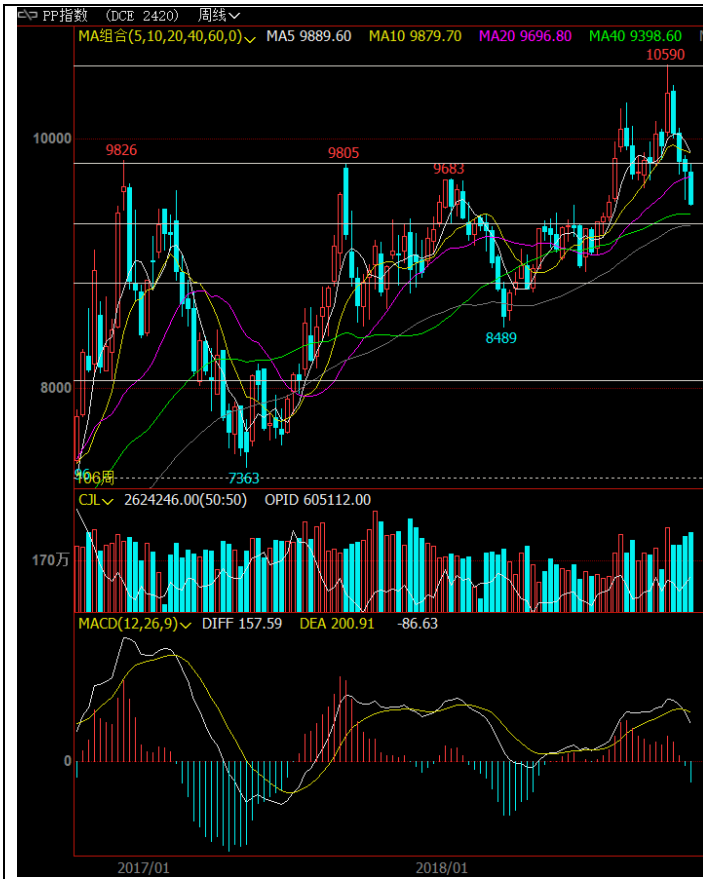 PP指数 (DCE 2420) 周线
MA组合(5,10,20,40,60,0) MA5 9889.60 MA10 9879.70 MA20 9696.80 MA40 9398.60
10590
10000
9826
9805
9683
8489
8000
7363
106周
CJL 2624246.00(50:50) OPID 605112.00
170万
MACD(12,26,9) DIFF 157.59 DEA 200.91 -86.63
0
2017/01 2018/01